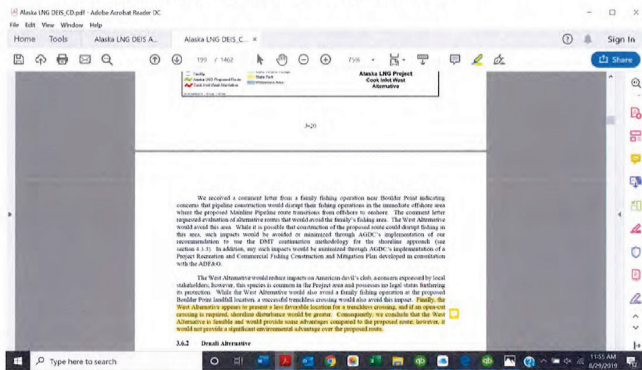 Alaska LNG DEIS_CD.pdf - Adobe Acrobat Reader DC
File Edit View Window Help
Home Tools Alaska LNG DEIS A... Alaska LNG DEIS_C... × Sign In
199 / 1462 75% Share
Facility
Alaska LNG Proposed Route
Cook Inlet West Alternative
State Park
Alaska LNG Project
Cook Inlet West
Alternative
3-20
We received a comment letter from a family fishing operation near Boulder Point indicating
concerns that pipeline construction would disrupt their fishing operations in the immediate offshore area
where the proposed Mainline Pipeline route transitions from offshore to onshore. The comment letter
requested evaluation of alternative routes that would avoid the family's fishing area. The West Alternative
would avoid this area. While it is possible that construction of the proposed route could disrupt fishing in
this area, such impacts would be avoided or minimized through AGDC's implementation of our
recommendation to use the DMT continuation methodology for the shoreline approach (see
section 4.1.3). In addition, any such impacts would be minimized through AGDC's implementation of a
Project Recreation and Commercial Fishing Construction and Mitigation Plan developed in consultation
with the ADF&G.
The West Alternative would reduce impacts on American devil's club, a concern expressed by local
stakeholders; however, this species is common in the Project area and possesses no legal status furthering
its protection. While the West Alternative would also avoid a family fishing operation at the proposed
Boulder Point landfall location, a successful trenchless crossing would also avoid this impact. Finally, the
West Alternative appears to present a less favorable location for a trenchless crossing, and if an open-cut
crossing is required, shoreline disturbance would be greater. Consequently, we conclude that the West
Alternative is feasible and would provide some advantages compared to the proposed route; however, it
would not provide a significant environmental advantage over the proposed route.
3.6.2 Denali Alternative
Type here to search
11:55 AM
8/29/2019